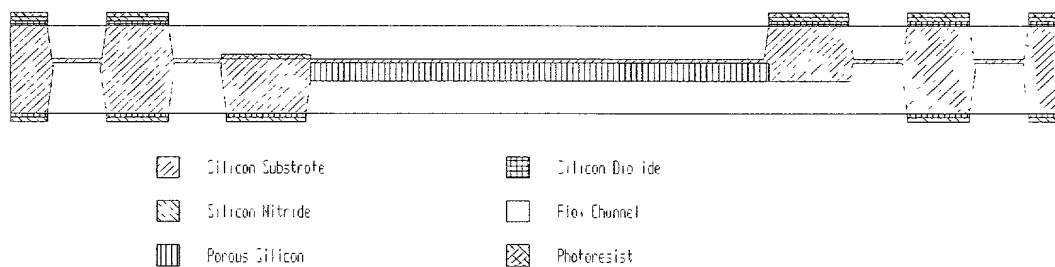 Silicon Substrate
Silicon Dioxide
Silicon Nitride
Flow Channel
Porous Silicon
Photoresist